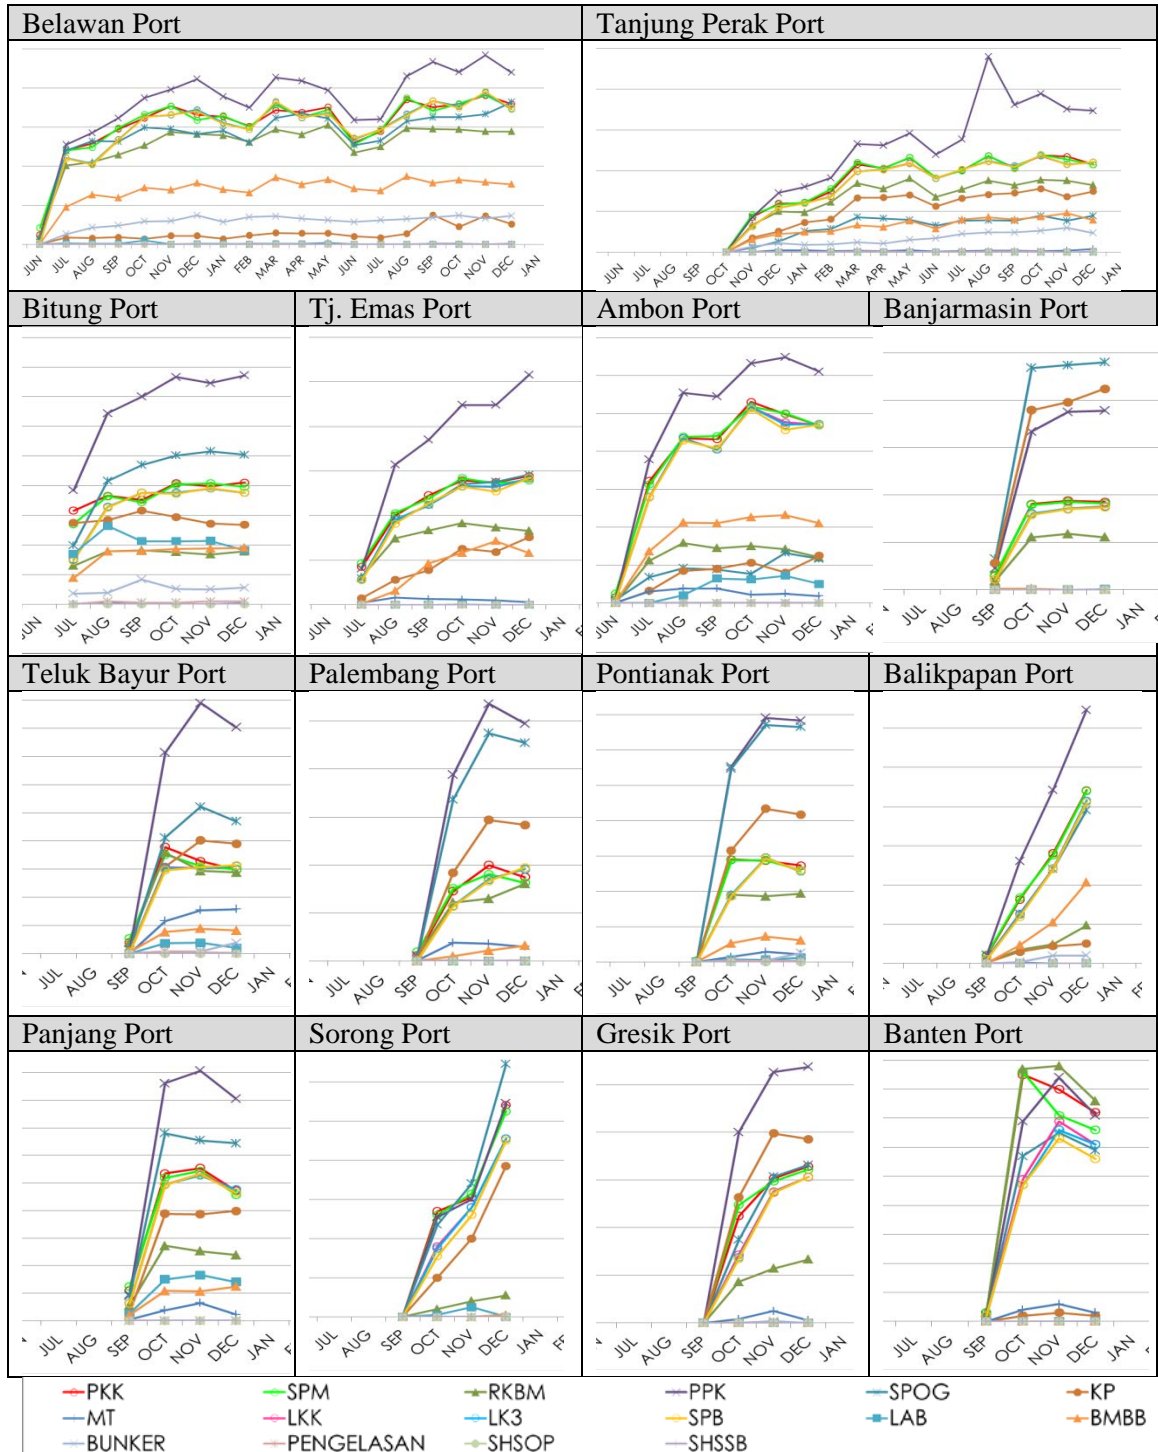 Belawan Port Tanjung Perak Port
JUN JUL AUG SEP OCT NOV DEC JAN FEB MAR APR MAY JUN JUL AUG SEP OCT NOV DEC JAN
JUN JUL AUG SEP OCT NOV DEC JAN FEB MAR APR MAY JUN JUL AUG SEP OCT NOV DEC JAN
Bitung Port Tj. Emas Port Ambon Port Banjarmasin Port
JUL AUG SEP OCT NOV DEC JAN
JUL AUG SEP OCT NOV DEC JAN
JUN JUL AUG SEP OCT NOV DEC JAN
JUL AUG SEP OCT NOV DEC JAN
Teluk Bayur Port Palembang Port Pontianak Port Balikpapan Port
JUL AUG SEP OCT NOV DEC JAN
JUL AUG SEP OCT NOV DEC JAN
JUL AUG SEP OCT NOV DEC JAN
JUL AUG SEP OCT NOV DEC JAN
Panjang Port Sorong Port Gresik Port Banten Port
JUL AUG SEP OCT NOV DEC JAN
JUL AUG SEP OCT NOV DEC JAN
JUL AUG SEP OCT NOV DEC JAN
JUL AUG SEP OCT NOV DEC JAN
PKK SPM RKBM PPK SPOG KP
MT LKK LK3 SPB LAB BMBB
BUNKER PENGELASAN SHSOP SHSSB